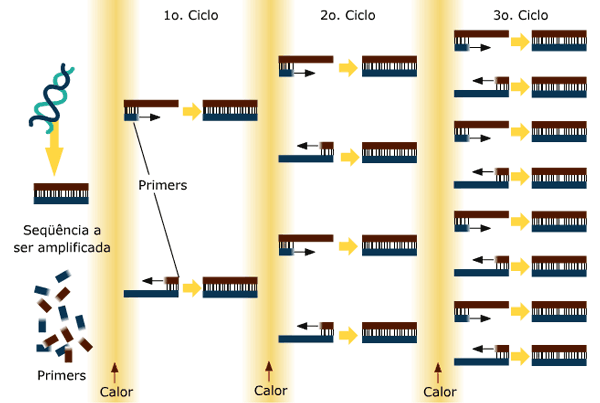 1o. Ciclo
2o. Ciclo
3o. Ciclo
Primers
Seqüência a
ser amplificada
Primers
Calor
Calor
Calor